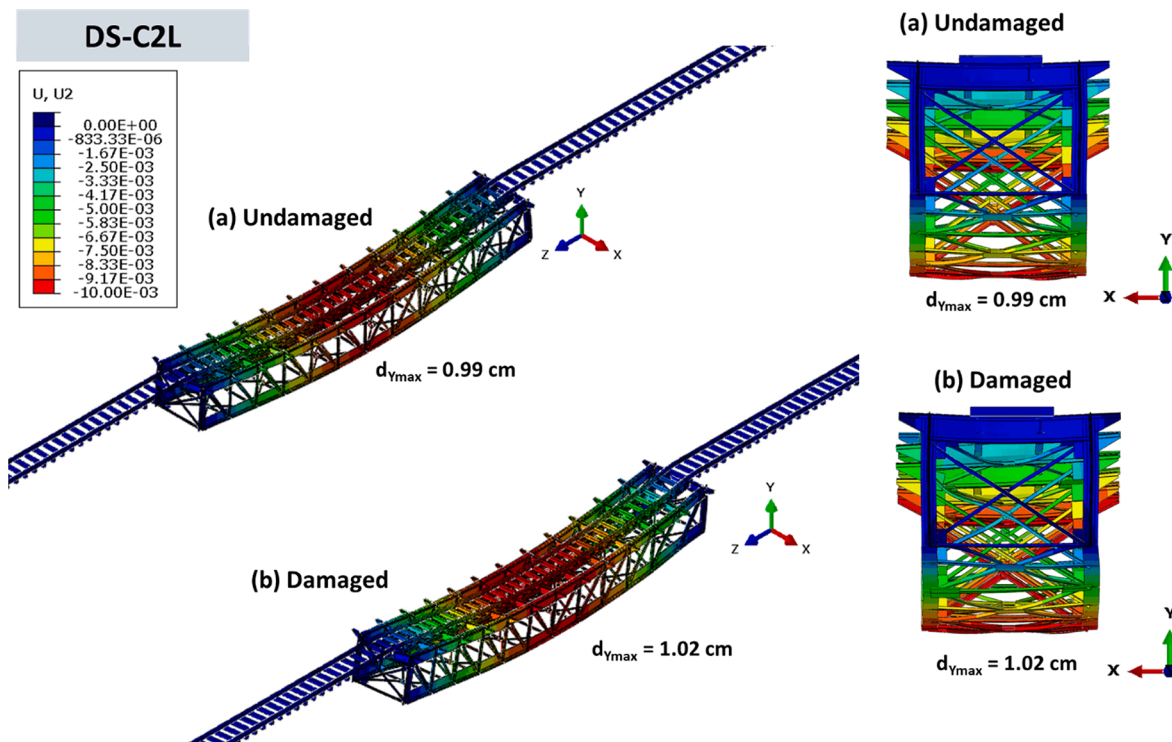 DS-C2L
U, U2
0.00E+00
-833.33E-06
-1.67E-03
-2.50E-03
-3.33E-03
-4.17E-03
-5.00E-03
-5.83E-03
-6.67E-03
-7.50E-03
-8.33E-03
-9.17E-03
-10.00E-03
(a) Undamaged
Y
Z
X
dYmax = 0.99 cm
(b) Damaged
Y
Z
X
dYmax = 1.02 cm
(a) Undamaged
Y
X
dYmax = 0.99 cm
(b) Damaged
Y
X
dYmax = 1.02 cm